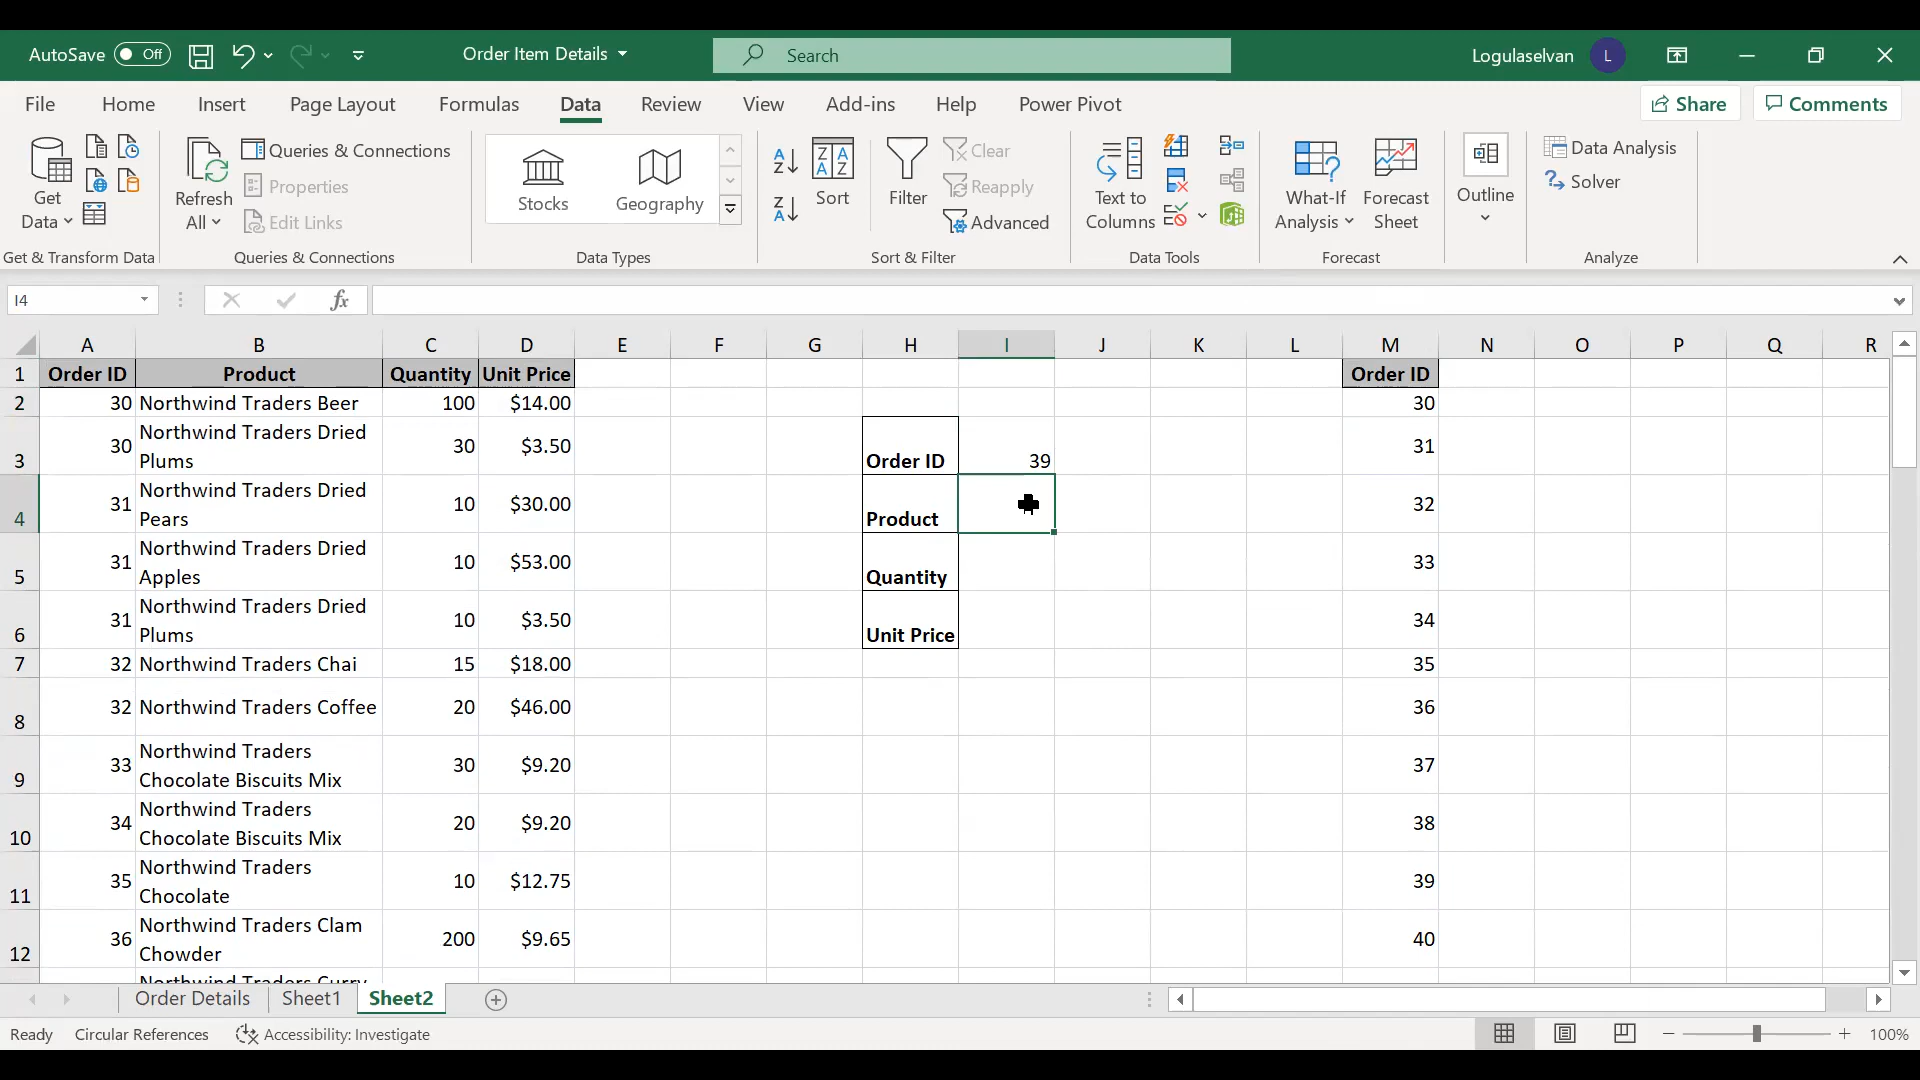 AutoSave Off Order Item Details Search Logulaselvan L
File Home Insert Page Layout Formulas Data Review View Add-ins Help Power Pivot Share Comments
Get Data
Refresh All
Queries & Connections
Properties
Edit Links
Stocks
Geography
Sort
Filter
Clear
Reapply
Advanced
Text to Columns
What-If Analysis
Forecast Sheet
Outline
Data Analysis
Solver
Get & Transform Data Queries & Connections Data Types Sort & Filter Data Tools Forecast Analyze
I4 fx
A B C D E F G H I J K L M N O P Q R
1 Order ID Product Quantity Unit Price Order ID
2 30 Northwind Traders Beer 100 $14.00 30
3 30 Northwind Traders Dried Plums 30 $3.50 Order ID 39 31
4 31 Northwind Traders Dried Pears 10 $30.00 Product 32
5 31 Northwind Traders Dried Apples 10 $53.00 Quantity 33
6 31 Northwind Traders Dried Plums 10 $3.50 Unit Price 34
7 32 Northwind Traders Chai 15 $18.00 35
8 32 Northwind Traders Coffee 20 $46.00 36
9 33 Northwind Traders Chocolate Biscuits Mix 30 $9.20 37
10 34 Northwind Traders Chocolate Biscuits Mix 20 $9.20 38
11 35 Northwind Traders Chocolate 10 $12.75 39
12 36 Northwind Traders Clam Chowder 200 $9.65 40
Northwind Traders Curry
Order Details Sheet1 Sheet2
Ready Circular References Accessibility: Investigate 100%